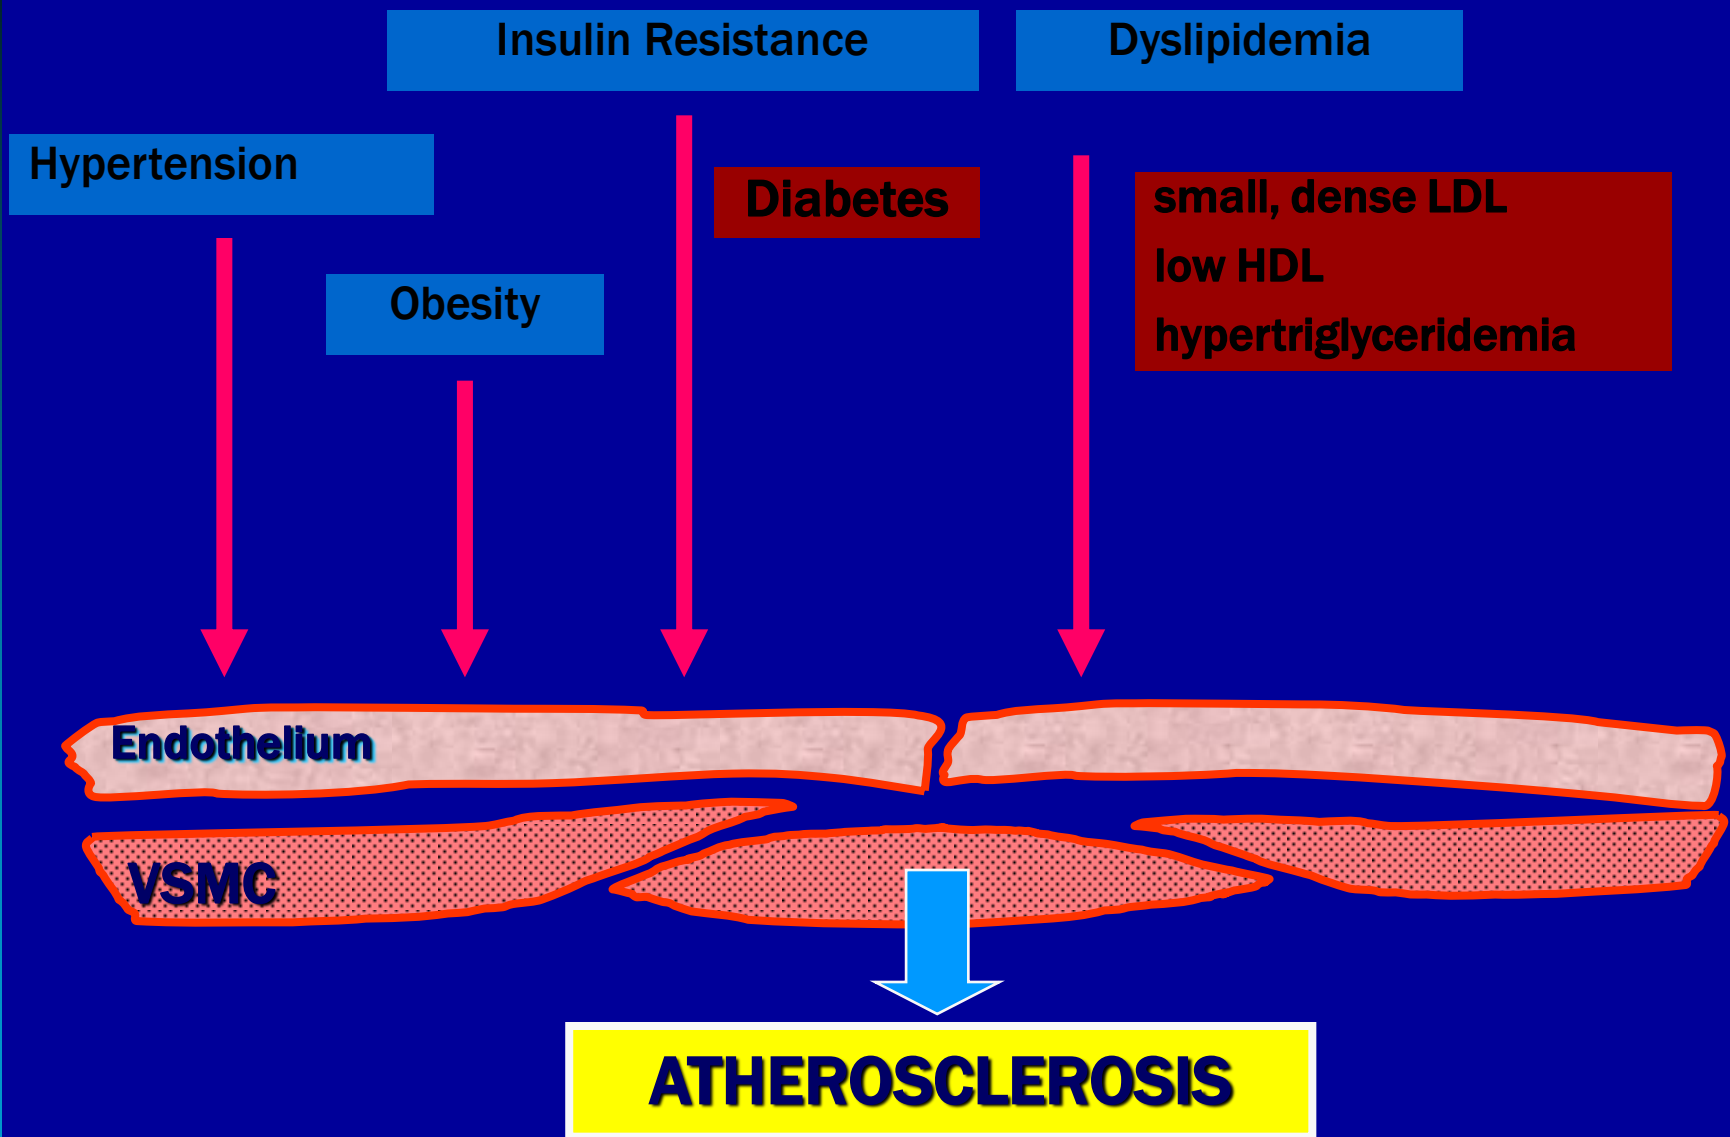 Insulin Resistance
Dyslipidemia
Hypertension
Diabetes
small, dense LDL
low HDL
hypertriglyceridemia
Obesity
Endothelium
VSMC
ATHEROSCLEROSIS